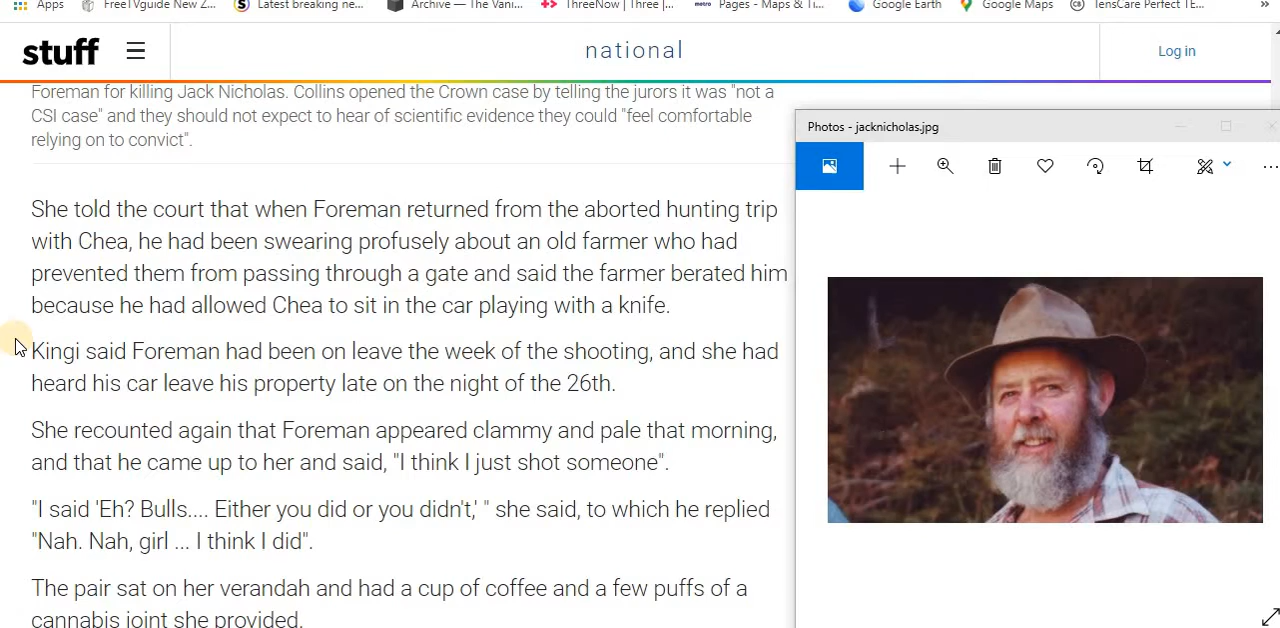 Apps
FreeTVguide New Z...
Latest breaking ne...
Archive — The Vani...
ThreeNow | Three |...
metro
Pages - Maps & Ti...
Google Earth
Google Maps
TensCare Perfect TE...
»
stuff
national
Log in
Foreman for killing Jack Nicholas. Collins opened the Crown case by telling the jurors it was "not a
CSI case" and they should not expect to hear of scientific evidence they could "feel comfortable
relying on to convict".
She told the court that when Foreman returned from the aborted hunting trip
with Chea, he had been swearing profusely about an old farmer who had
prevented them from passing through a gate and said the farmer berated him
because he had allowed Chea to sit in the car playing with a knife.
Kingi said Foreman had been on leave the week of the shooting, and she had
heard his car leave his property late on the night of the 26th.
She recounted again that Foreman appeared clammy and pale that morning,
and that he came up to her and said, "I think I just shot someone".
"I said 'Eh? Bulls.... Either you did or you didn't,' " she said, to which he replied
"Nah. Nah, girl ... I think I did".
The pair sat on her verandah and had a cup of coffee and a few puffs of a
cannabis joint she provided.
Photos - jacknicholas.jpg